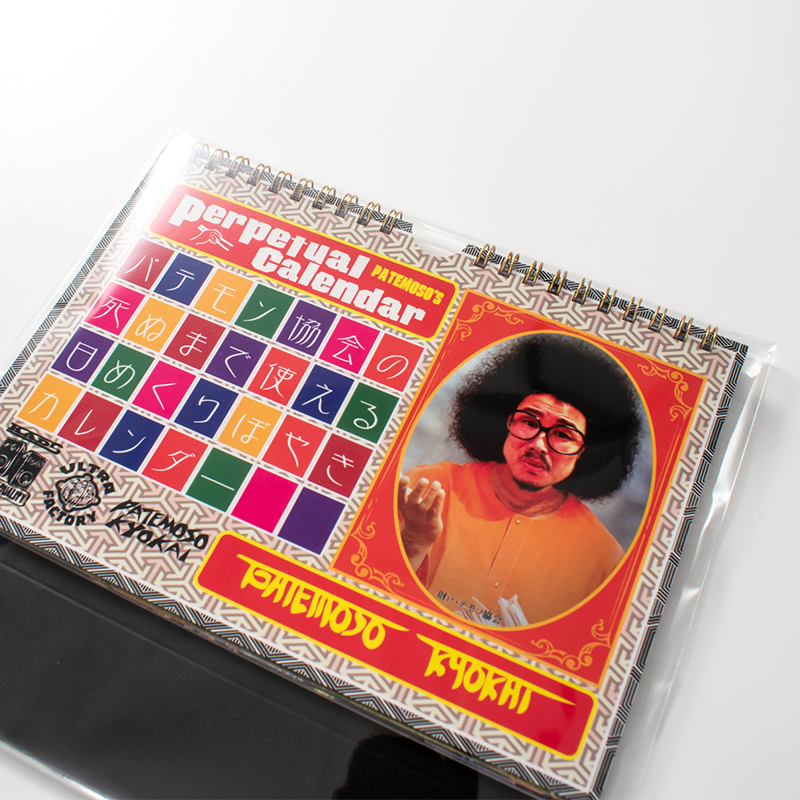 Perpetual
Calendar
PATEMOSO'S
パテモン協会の
死ぬまで使える
日めくりぼやき
カレンダー
ULTRA
FACTORY
PATEMOSO
KYOKAI
PATEMOSO KYOKAI